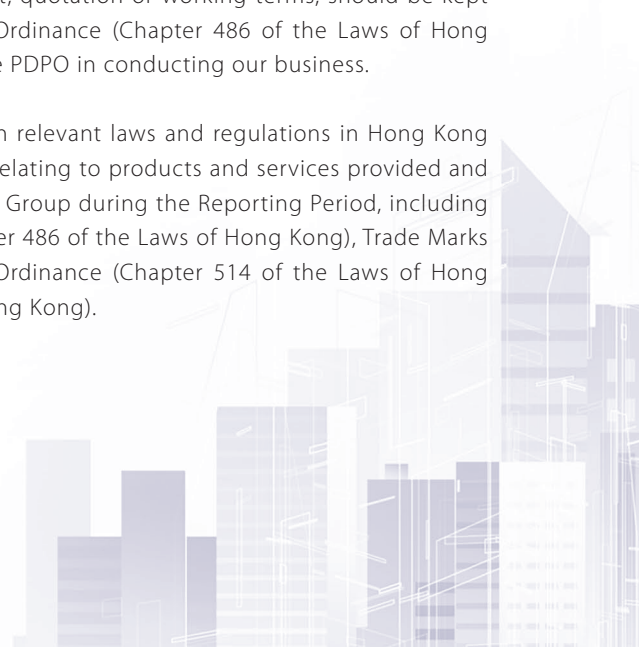 quotation or working terms, should be kept
Ordinance (Chapter 486 of the Laws of Hong
PDPO in conducting our business.
relevant laws and regulations in Hong Kong
relating to products and services provided and
Group during the Reporting Period, including
486 of the Laws of Hong Kong), Trade Marks
Ordinance (Chapter 514 of the Laws of Hong
Kong).